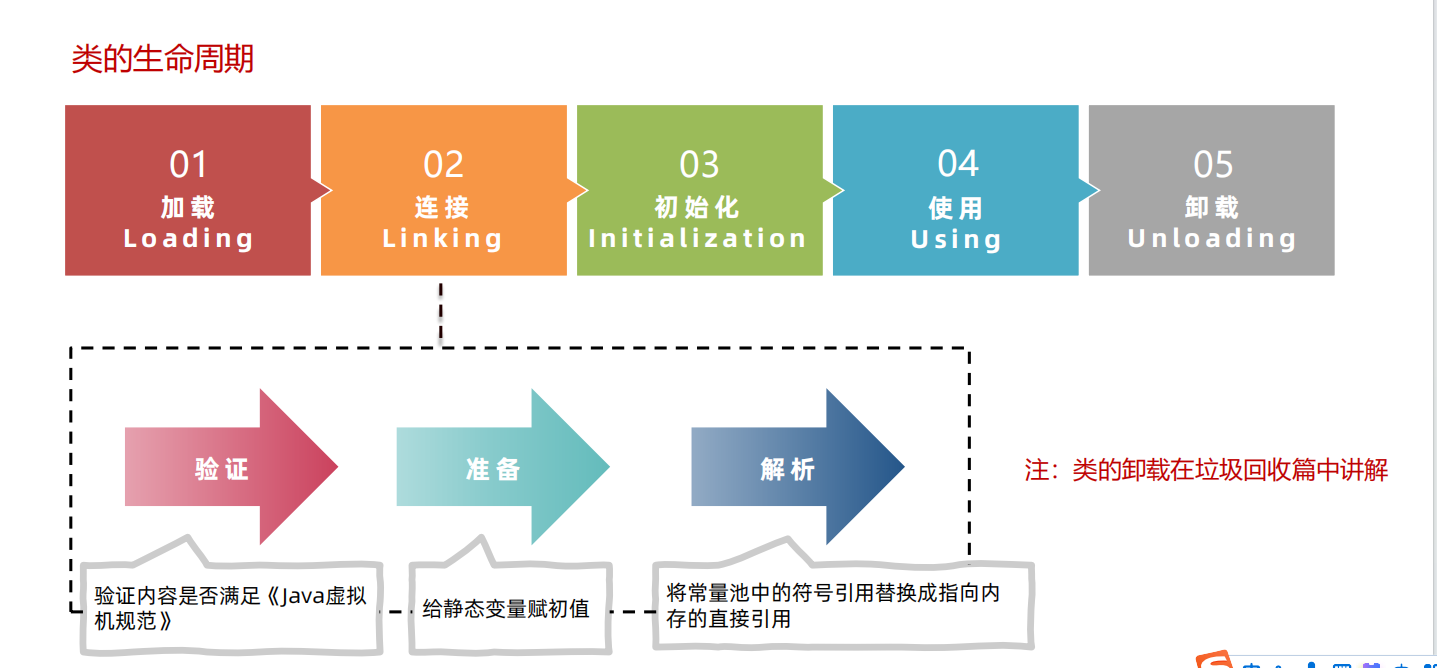 类的生命周期
01
加载
Loading
02
连接
Linking
03
初始化
Initialization
04
使用
Using
05
卸载
Unloading
验证
准备
解析
注：类的卸载在垃圾回收篇中讲解
验证内容是否满足《Java虚拟
机规范》
给静态变量赋初值
将常量池中的符号引用替换成指向内
存的直接引用